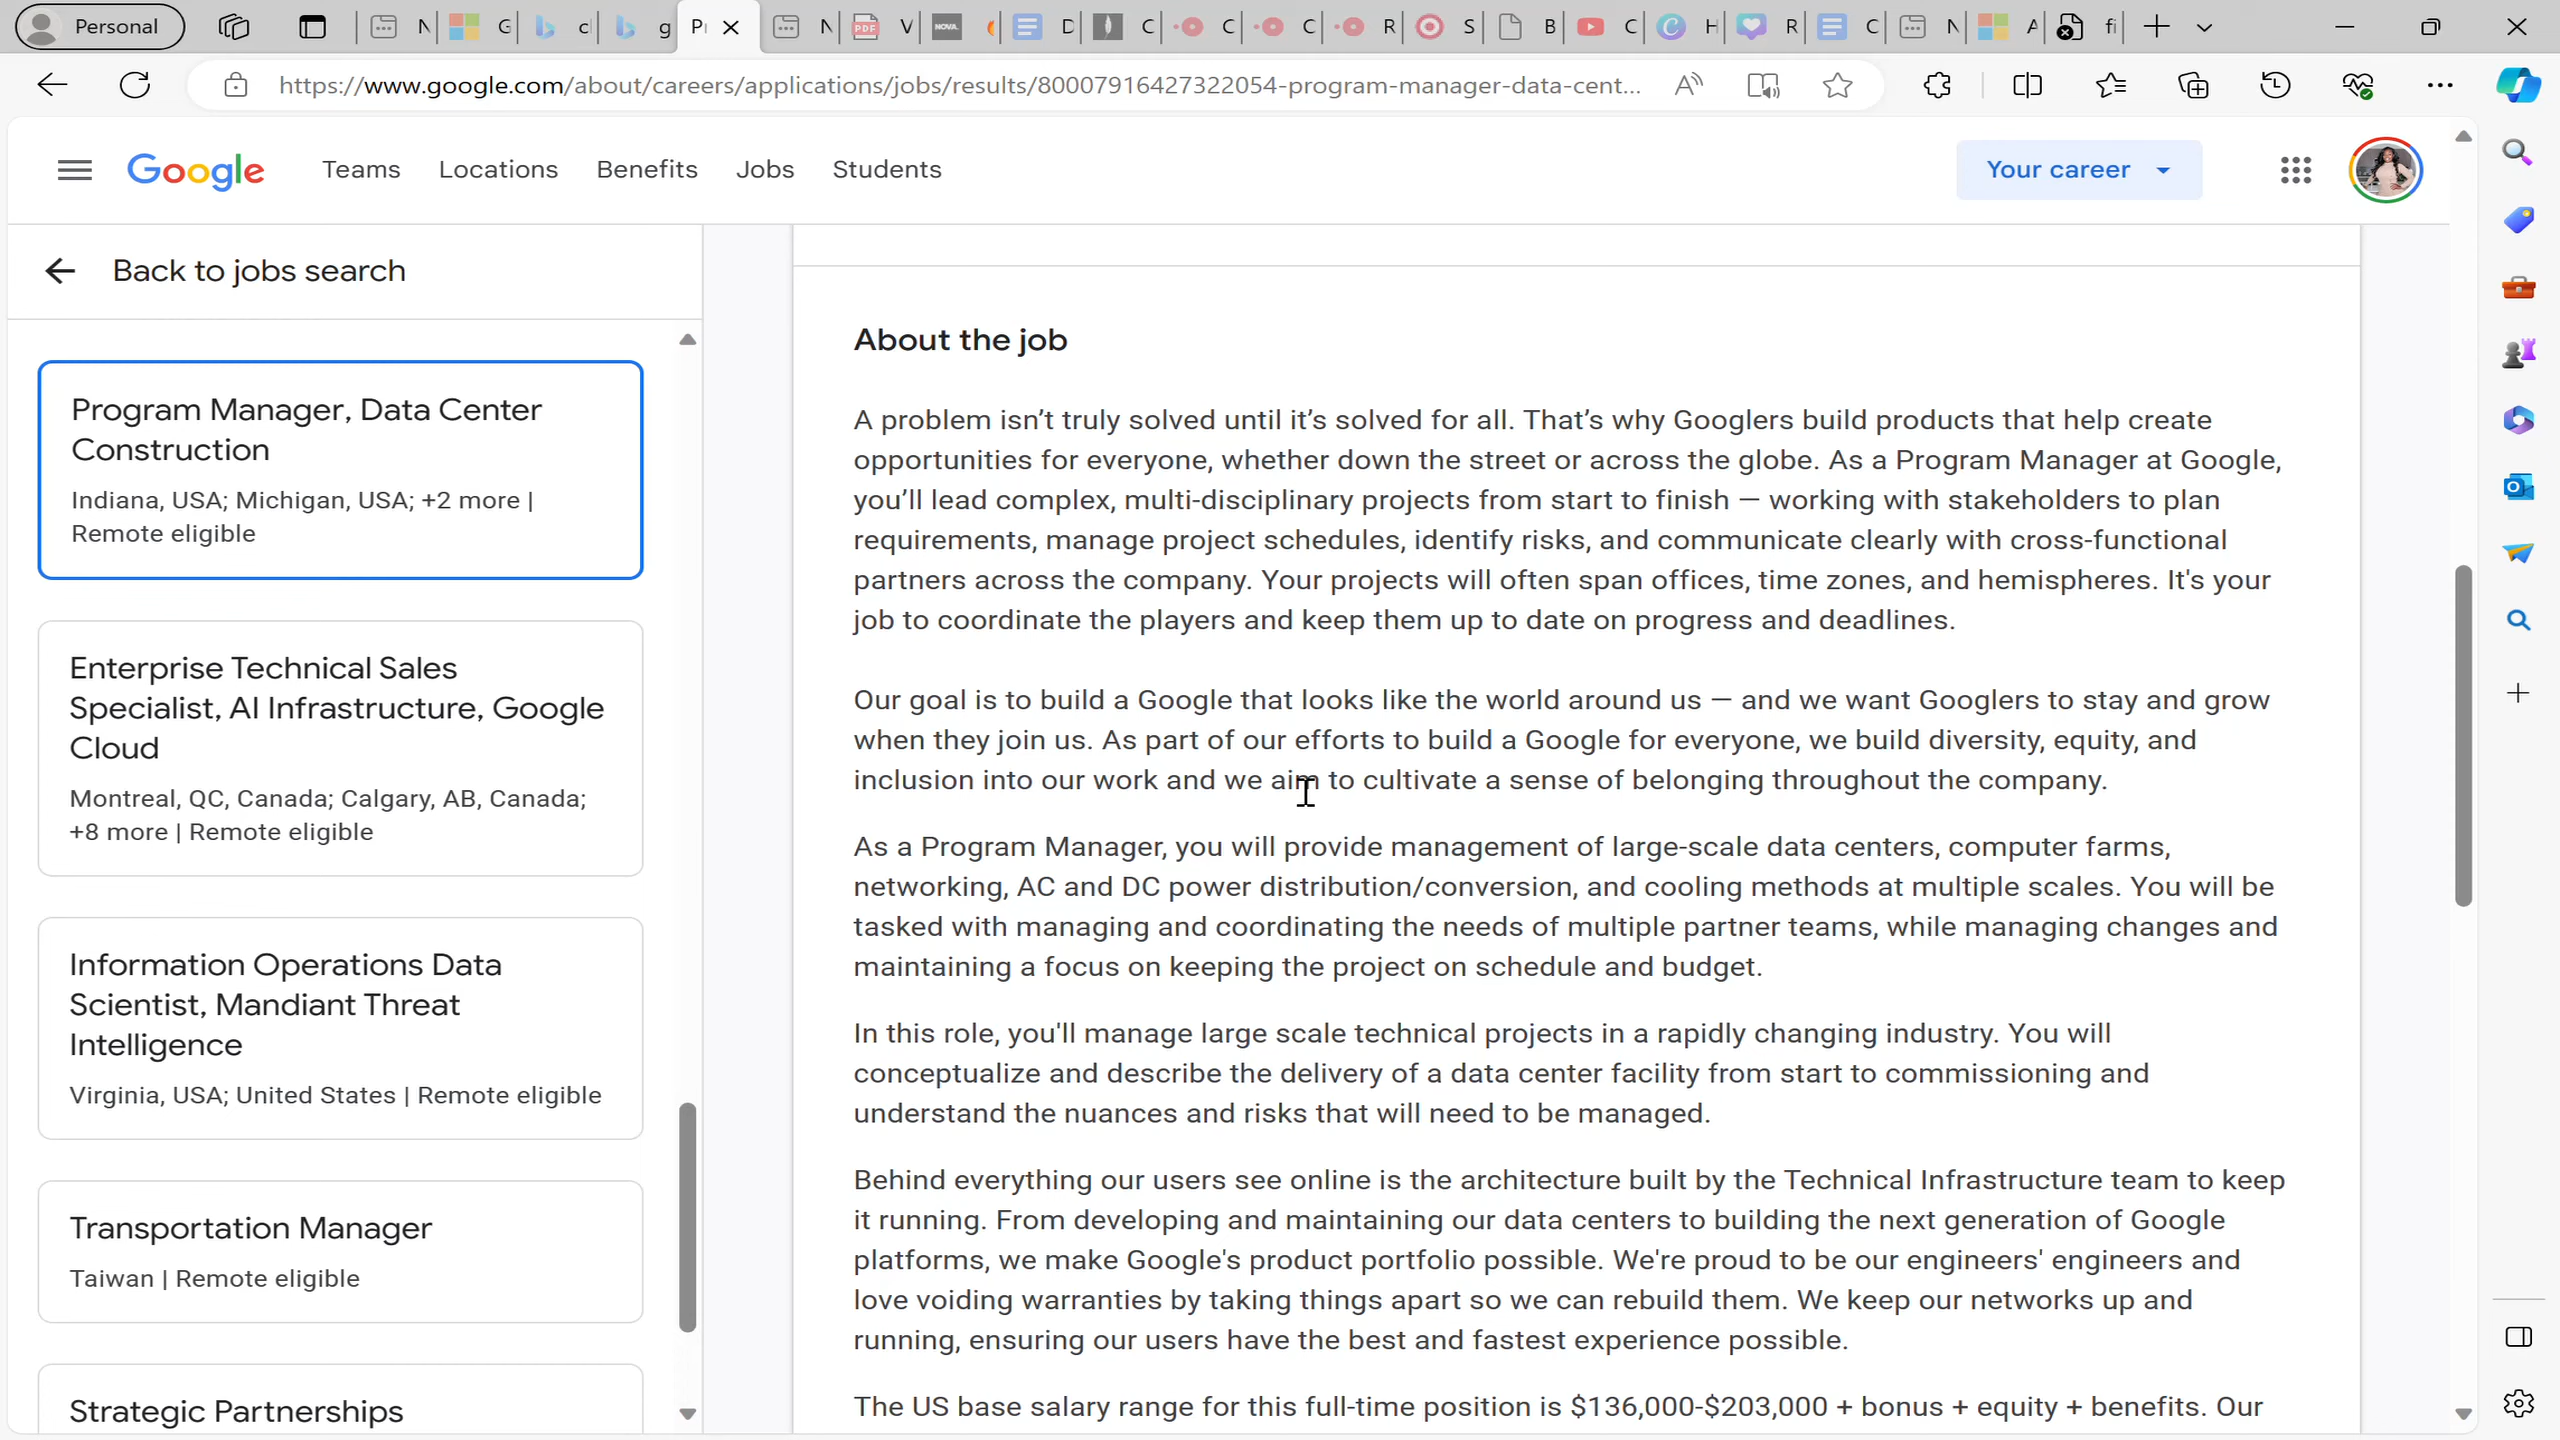 Personal
N
G
cl
g
Pr
N
V
NOVA
D
C
C
C
R
S
B
C
H
R
C
N
A
fi
https://www.google.com/about/careers/applications/jobs/results/80007916427322054-program-manager-data-cent...
Google
Teams
Locations
Benefits
Jobs
Students
Your career
Back to jobs search
Program Manager, Data Center
Construction
Indiana, USA; Michigan, USA; +2 more |
Remote eligible
Enterprise Technical Sales
Specialist, AI Infrastructure, Google
Cloud
Montreal, QC, Canada; Calgary, AB, Canada;
+8 more | Remote eligible
Information Operations Data
Scientist, Mandiant Threat
Intelligence
Virginia, USA; United States | Remote eligible
Transportation Manager
Taiwan | Remote eligible
Strategic Partnerships
About the job
A problem isn’t truly solved until it’s solved for all. That’s why Googlers build products that help create
opportunities for everyone, whether down the street or across the globe. As a Program Manager at Google,
you’ll lead complex, multi-disciplinary projects from start to finish — working with stakeholders to plan
requirements, manage project schedules, identify risks, and communicate clearly with cross-functional
partners across the company. Your projects will often span offices, time zones, and hemispheres. It's your
job to coordinate the players and keep them up to date on progress and deadlines.
Our goal is to build a Google that looks like the world around us — and we want Googlers to stay and grow
when they join us. As part of our efforts to build a Google for everyone, we build diversity, equity, and
inclusion into our work and we aim to cultivate a sense of belonging throughout the company.
As a Program Manager, you will provide management of large-scale data centers, computer farms,
networking, AC and DC power distribution/conversion, and cooling methods at multiple scales. You will be
tasked with managing and coordinating the needs of multiple partner teams, while managing changes and
maintaining a focus on keeping the project on schedule and budget.
In this role, you'll manage large scale technical projects in a rapidly changing industry. You will
conceptualize and describe the delivery of a data center facility from start to commissioning and
understand the nuances and risks that will need to be managed.
Behind everything our users see online is the architecture built by the Technical Infrastructure team to keep
it running. From developing and maintaining our data centers to building the next generation of Google
platforms, we make Google's product portfolio possible. We're proud to be our engineers' engineers and
love voiding warranties by taking things apart so we can rebuild them. We keep our networks up and
running, ensuring our users have the best and fastest experience possible.
The US base salary range for this full-time position is $136,000-$203,000 + bonus + equity + benefits. Our